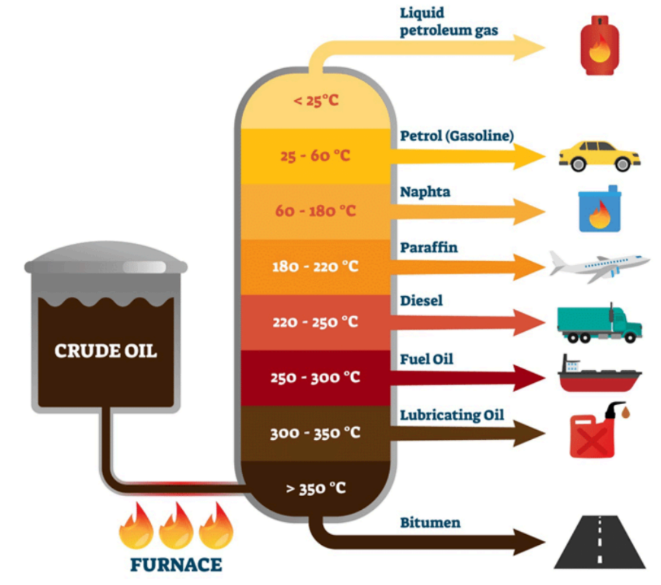 Liquid
petroleum gas
< 25°C
Petrol (Gasoline)
25 - 60 °C
Naphta
60 - 180 °C
Paraffin
180 - 220 °C
Diesel
220 - 250 °C
CRUDE OIL
Fuel Oil
250 - 300 °C
Lubricating Oil
300 - 350 °C
> 350 °C
Bitumen
FURNACE